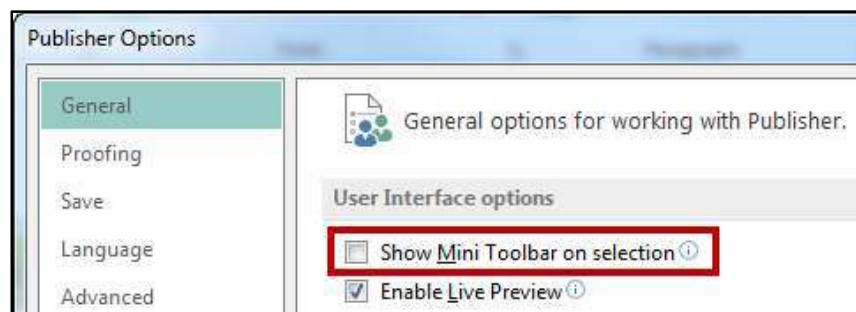 Publisher Options
General
Proofing
Save
Language
Advanced
General options for working with Publisher.
User Interface options
Show Mini Toolbar on selection
Enable Live Preview